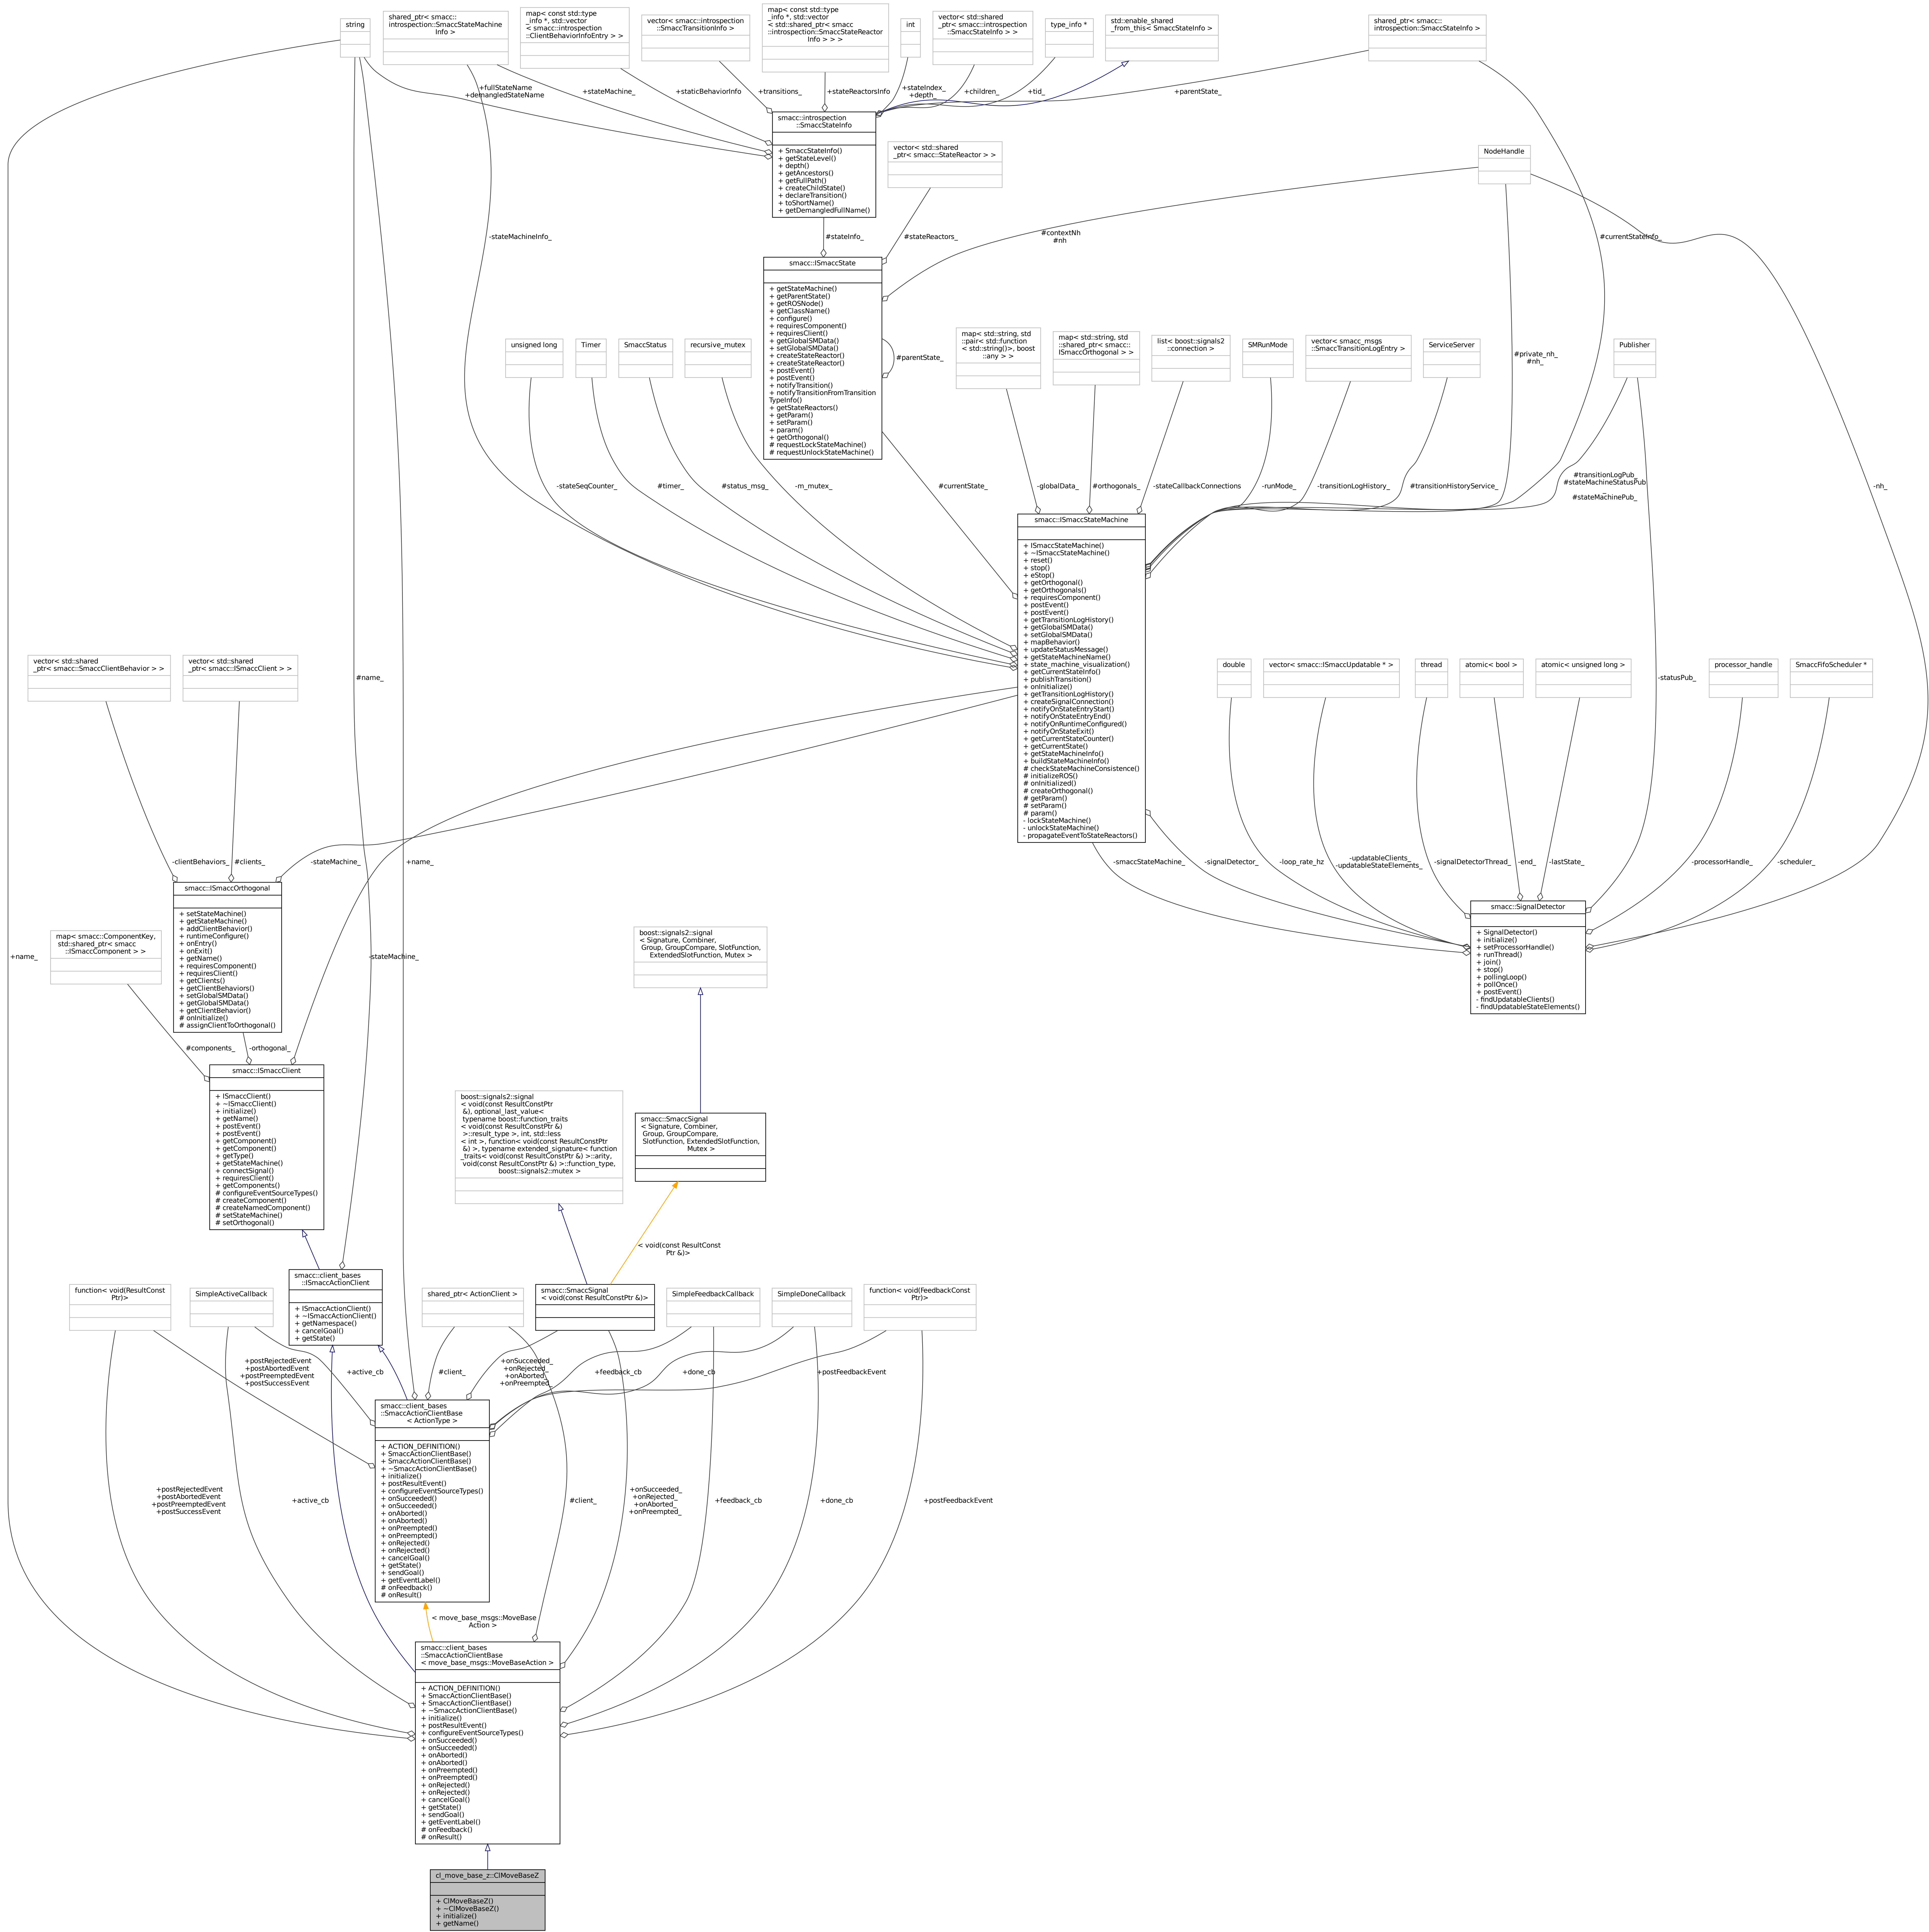 string
shared_ptr< smacc::
introspection::SmaccStateMachine
Info >
map< const std::type
_info *, std::vector
< smacc::introspection
::ClientBehaviorInfoEntry > >
vector< smacc::introspection
::SmaccTransitionInfo >
map< const std::type
_info *, std::vector
< std::shared_ptr< smacc
::introspection::SmaccStateReactor
Info > > >
int
vector< std::shared
_ptr< smacc::introspection
::SmaccStateInfo > >
type_info *
std::enable_shared
_from_this< SmaccStateInfo >
shared_ptr< smacc::
introspection::SmaccStateInfo >
+fullStateName
+demangledStateName
+stateMachine_
+staticBehaviorInfo
+transitions_
+stateReactorsInfo
+stateIndex_
+depth_
+children_
+tid_
+parentState_
smacc::introspection
::SmaccStateInfo
+ SmaccStateInfo()
+ getStateLevel()
+ depth()
+ getAncestors()
+ getFullPath()
+ createChildState()
+ declareTransition()
+ toShortName()
+ getDemangledFullName()
vector< std::shared
_ptr< smacc::StateReactor > >
NodeHandle
-stateMachineInfo_
#stateInfo_
#stateReactors_
#contextNh
#nh
#currentStateInfo_
smacc::ISmaccState
+ getStateMachine()
+ getParentState()
+ getROSNode()
+ getClassName()
+ configure()
+ requiresComponent()
+ requiresClient()
+ getGlobalSMData()
+ setGlobalSMData()
+ createStateReactor()
+ createStateReactor()
+ postEvent()
+ postEvent()
+ notifyTransition()
+ notifyTransitionFromTransition
TypeInfo()
+ getStateReactors()
+ getParam()
+ setParam()
+ param()
+ getOrthogonal()
# requestLockStateMachine()
# requestUnlockStateMachine()
#parentState_
unsigned long
Timer
SmaccStatus
recursive_mutex
map< std::string, std
::pair< std::function
< std::string()>, boost
::any > >
map< std::string, std
::shared_ptr< smacc::
ISmaccOrthogonal > >
list< boost::signals2
::connection >
SMRunMode
vector< smacc_msgs
::SmaccTransitionLogEntry >
ServiceServer
#private_nh_
#nh_
Publisher
-stateSeqCounter_
#timer_
#status_msg_
-m_mutex_
#currentState_
-globalData_
#orthogonals_
-stateCallbackConnections
-runMode_
-transitionLogHistory_
#transitionHistoryService_
#transitionLogPub_
#stateMachineStatusPub
_
#stateMachinePub_
-nh_
smacc::ISmaccStateMachine
+ ISmaccStateMachine()
+ ~ISmaccStateMachine()
+ reset()
+ stop()
+ eStop()
+ getOrthogonal()
+ getOrthogonals()
+ requiresComponent()
+ postEvent()
+ postEvent()
+ getTransitionLogHistory()
+ getGlobalSMData()
+ setGlobalSMData()
+ mapBehavior()
+ updateStatusMessage()
+ getStateMachineName()
+ state_machine_visualization()
+ getCurrentStateInfo()
+ publishTransition()
+ onInitialize()
+ getTransitionLogHistory()
+ createSignalConnection()
+ notifyOnStateEntryStart()
+ notifyOnStateEntryEnd()
+ notifyOnRuntimeConfigured()
+ notifyOnStateExit()
+ getCurrentStateCounter()
+ getCurrentState()
+ getStateMachineInfo()
+ buildStateMachineInfo()
# checkStateMachineConsistence()
# initializeROS()
# onInitialized()
# createOrthogonal()
# getParam()
# setParam()
# param()
- lockStateMachine()
- unlockStateMachine()
- propagateEventToStateReactors()
vector< std::shared
_ptr< smacc::SmaccClientBehavior > >
vector< std::shared
_ptr< smacc::ISmaccClient > >
#name_
double
vector< smacc::ISmaccUpdatable * >
thread
atomic< bool >
atomic< unsigned long >
-statusPub_
processor_handle
SmaccFifoScheduler *
-clientBehaviors_
#clients_
-stateMachine_
+name_
-smaccStateMachine_
-signalDetector_
-loop_rate_hz
-updatableClients_
-updatableStateElements_
-signalDetectorThread_
-end_
-lastState_
-processorHandle_
-scheduler_
smacc::ISmaccOrthogonal
+ setStateMachine()
+ getStateMachine()
+ addClientBehavior()
+ runtimeConfigure()
+ onEntry()
+ onExit()
+ getName()
+ requiresComponent()
+ requiresClient()
+ getClients()
+ getClientBehaviors()
+ setGlobalSMData()
+ getGlobalSMData()
+ getClientBehavior()
# onInitialize()
# assignClientToOrthogonal()
smacc::SignalDetector
+ SignalDetector()
+ initialize()
+ setProcessorHandle()
+ runThread()
+ join()
+ stop()
+ pollingLoop()
+ pollOnce()
+ postEvent()
- findUpdatableClients()
- findUpdatableStateElements()
map< smacc::ComponentKey,
std::shared_ptr< smacc
::ISmaccComponent > >
boost::signals2::signal
< Signature, Combiner,
Group, GroupCompare, SlotFunction,
ExtendedSlotFunction, Mutex >
+name_
-stateMachine_
#components_
-orthogonal_
smacc::ISmaccClient
+ ISmaccClient()
+ ~ISmaccClient()
+ initialize()
+ getName()
+ postEvent()
+ postEvent()
+ getComponent()
+ getComponent()
+ getType()
+ getStateMachine()
+ connectSignal()
+ requiresClient()
+ getComponents()
# configureEventSourceTypes()
# createComponent()
# createNamedComponent()
# setStateMachine()
# setOrthogonal()
boost::signals2::signal
< void(const ResultConstPtr
&), optional_last_value<
typename boost::function_traits
< void(const ResultConstPtr &)
>::result_type >, int, std::less
< int >, function< void(const ResultConstPtr
&) >, typename extended_signature< function
_traits< void(const ResultConstPtr &) >::arity,
void(const ResultConstPtr &) >::function_type,
boost::signals2::mutex >
smacc::SmaccSignal
< Signature, Combiner,
Group, GroupCompare,
SlotFunction, ExtendedSlotFunction,
Mutex >
< void(const ResultConst
Ptr &)>
smacc::client_bases
::ISmaccActionClient
+ ISmaccActionClient()
+ ~ISmaccActionClient()
+ getNamespace()
+ cancelGoal()
+ getState()
function< void(ResultConst
Ptr)>
SimpleActiveCallback
shared_ptr< ActionClient >
smacc::SmaccSignal
< void(const ResultConstPtr &)>
SimpleFeedbackCallback
SimpleDoneCallback
function< void(FeedbackConst
Ptr)>
+postRejectedEvent
+postAbortedEvent
+postPreemptedEvent
+postSuccessEvent
+active_cb
#client_
+onSucceeded_
+onRejected_
+onAborted_
+onPreempted_
+feedback_cb
+done_cb
+postFeedbackEvent
smacc::client_bases
::SmaccActionClientBase
< ActionType >
+ ACTION_DEFINITION()
+ SmaccActionClientBase()
+ SmaccActionClientBase()
+ ~SmaccActionClientBase()
+ initialize()
+ postResultEvent()
+ configureEventSourceTypes()
+ onSucceeded()
+ onSucceeded()
+ onAborted()
+ onAborted()
+ onPreempted()
+ onPreempted()
+ onRejected()
+ onRejected()
+ cancelGoal()
+ getState()
+ sendGoal()
+ getEventLabel()
# onFeedback()
# onResult()
+postRejectedEvent
+postAbortedEvent
+postPreemptedEvent
+postSuccessEvent
+active_cb
#client_
+onSucceeded_
+onRejected_
+onAborted_
+onPreempted_
+feedback_cb
+done_cb
+postFeedbackEvent
< move_base_msgs::MoveBase
Action >
smacc::client_bases
::SmaccActionClientBase
< move_base_msgs::MoveBaseAction >
+ ACTION_DEFINITION()
+ SmaccActionClientBase()
+ SmaccActionClientBase()
+ ~SmaccActionClientBase()
+ initialize()
+ postResultEvent()
+ configureEventSourceTypes()
+ onSucceeded()
+ onSucceeded()
+ onAborted()
+ onAborted()
+ onPreempted()
+ onPreempted()
+ onRejected()
+ onRejected()
+ cancelGoal()
+ getState()
+ sendGoal()
+ getEventLabel()
# onFeedback()
# onResult()
cl_move_base_z::ClMoveBaseZ
+ ClMoveBaseZ()
+ ~ClMoveBaseZ()
+ initialize()
+ getName()